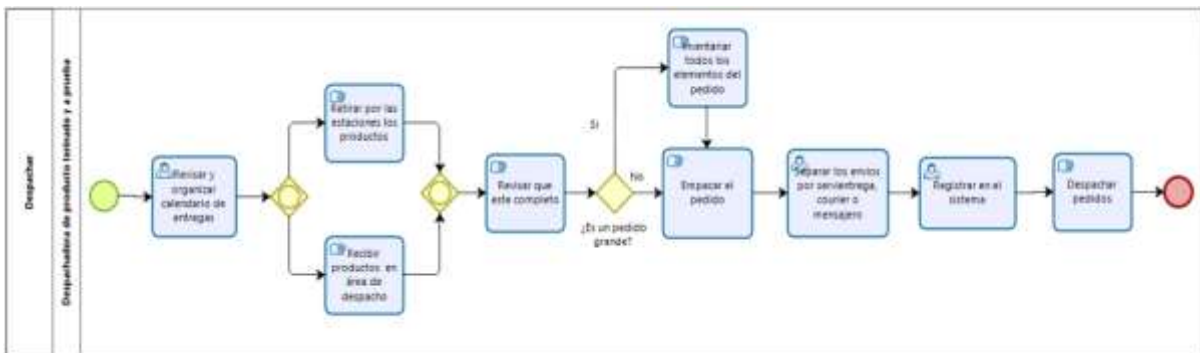 Despachar
Despachadora de producto terminado y a prueba
Revisar y
organizar
calendario de
entregas
Retirar por las
estaciones los
productos
Recibir
productos en
área de
despacho
Revisar que
este completo
¿Es un pedido
grande?
Si
No
Inventariar
todos los
elementos del
pedido
Empacar el
pedido
Separar los envios
por servientrega,
courier o
mensajero
Registrar en el
sistema
Despachar
pedidos